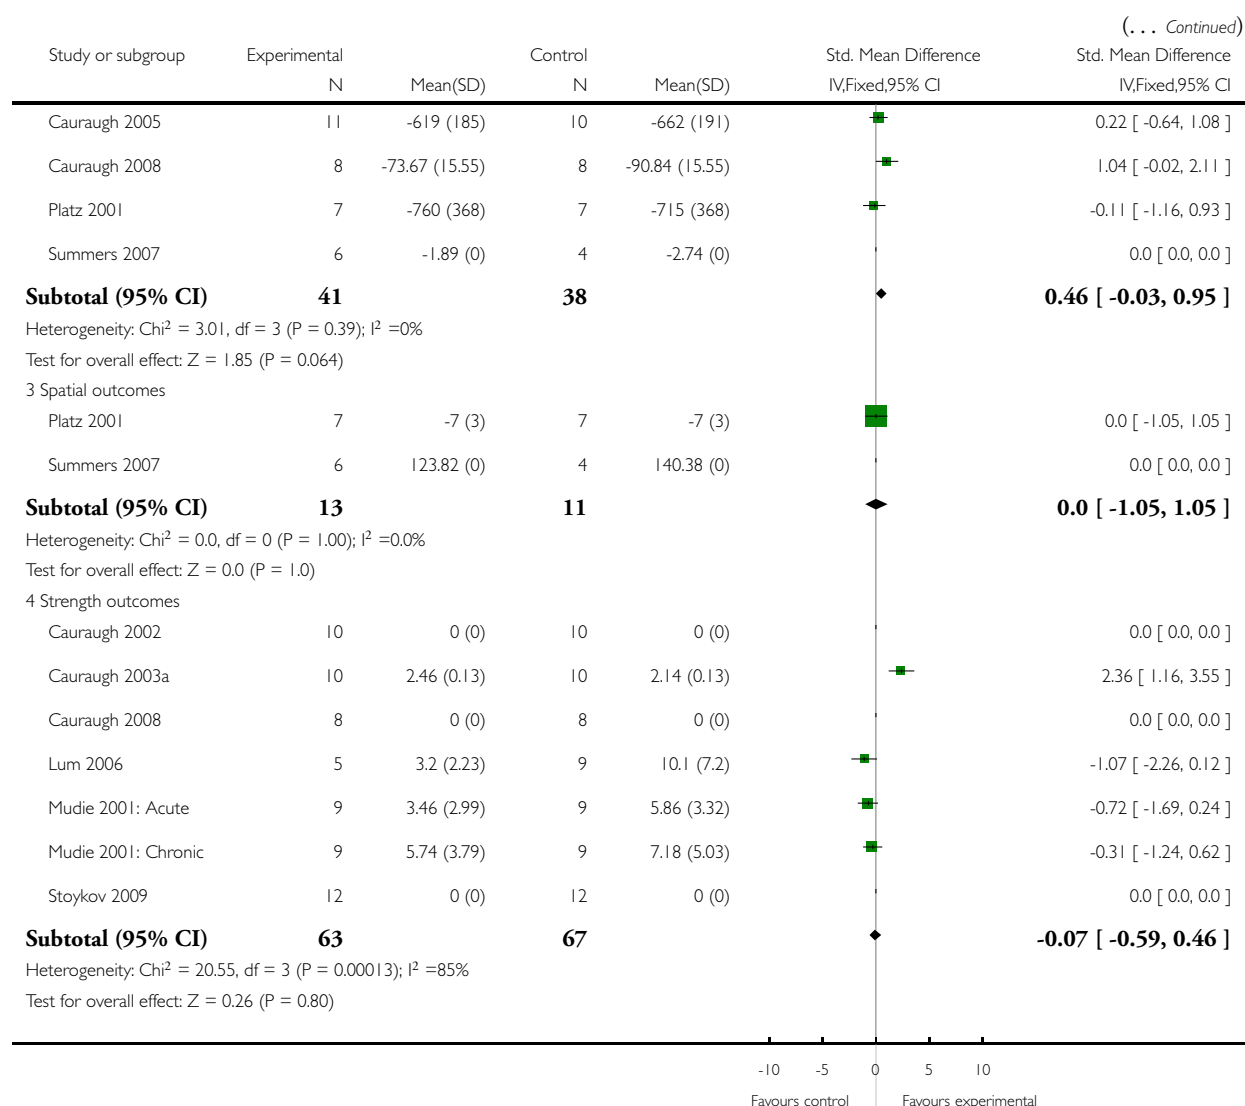 (... Continued)
Study or subgroup Experimental Control Std. Mean Difference Std. Mean Difference
N Mean(SD) N Mean(SD) IV,Fixed,95% CI IV,Fixed,95% CI
Cauraugh 2005 11 -619 (185) 10 -662 (191) 0.22 [ -0.64, 1.08 ]
Cauraugh 2008 8 -73.67 (15.55) 8 -90.84 (15.55) 1.04 [ -0.02, 2.11 ]
Platz 2001 7 -760 (368) 7 -715 (368) -0.11 [ -1.16, 0.93 ]
Summers 2007 6 -1.89 (0) 4 -2.74 (0) 0.0 [ 0.0, 0.0 ]
Subtotal (95% CI) 41 38 0.46 [ -0.03, 0.95 ]
Heterogeneity: Chi² = 3.01, df = 3 (P = 0.39); I² =0%
Test for overall effect: Z = 1.85 (P = 0.064)
3 Spatial outcomes
Platz 2001 7 -7 (3) 7 -7 (3) 0.0 [ -1.05, 1.05 ]
Summers 2007 6 123.82 (0) 4 140.38 (0) 0.0 [ 0.0, 0.0 ]
Subtotal (95% CI) 13 11 0.0 [ -1.05, 1.05 ]
Heterogeneity: Chi² = 0.0, df = 0 (P = 1.00); I² =0.0%
Test for overall effect: Z = 0.0 (P = 1.0)
4 Strength outcomes
Cauraugh 2002 10 0 (0) 10 0 (0) 0.0 [ 0.0, 0.0 ]
Cauraugh 2003a 10 2.46 (0.13) 10 2.14 (0.13) 2.36 [ 1.16, 3.55 ]
Cauraugh 2008 8 0 (0) 8 0 (0) 0.0 [ 0.0, 0.0 ]
Lum 2006 5 3.2 (2.23) 9 10.1 (7.2) -1.07 [ -2.26, 0.12 ]
Mudie 2001: Acute 9 3.46 (2.99) 9 5.86 (3.32) -0.72 [ -1.69, 0.24 ]
Mudie 2001: Chronic 9 5.74 (3.79) 9 7.18 (5.03) -0.31 [ -1.24, 0.62 ]
Stoykov 2009 12 0 (0) 12 0 (0) 0.0 [ 0.0, 0.0 ]
Subtotal (95% CI) 63 67 -0.07 [ -0.59, 0.46 ]
Heterogeneity: Chi² = 20.55, df = 3 (P = 0.00013); I² =85%
Test for overall effect: Z = 0.26 (P = 0.80)
-10 -5 0 5 10
Favours control Favours experimental